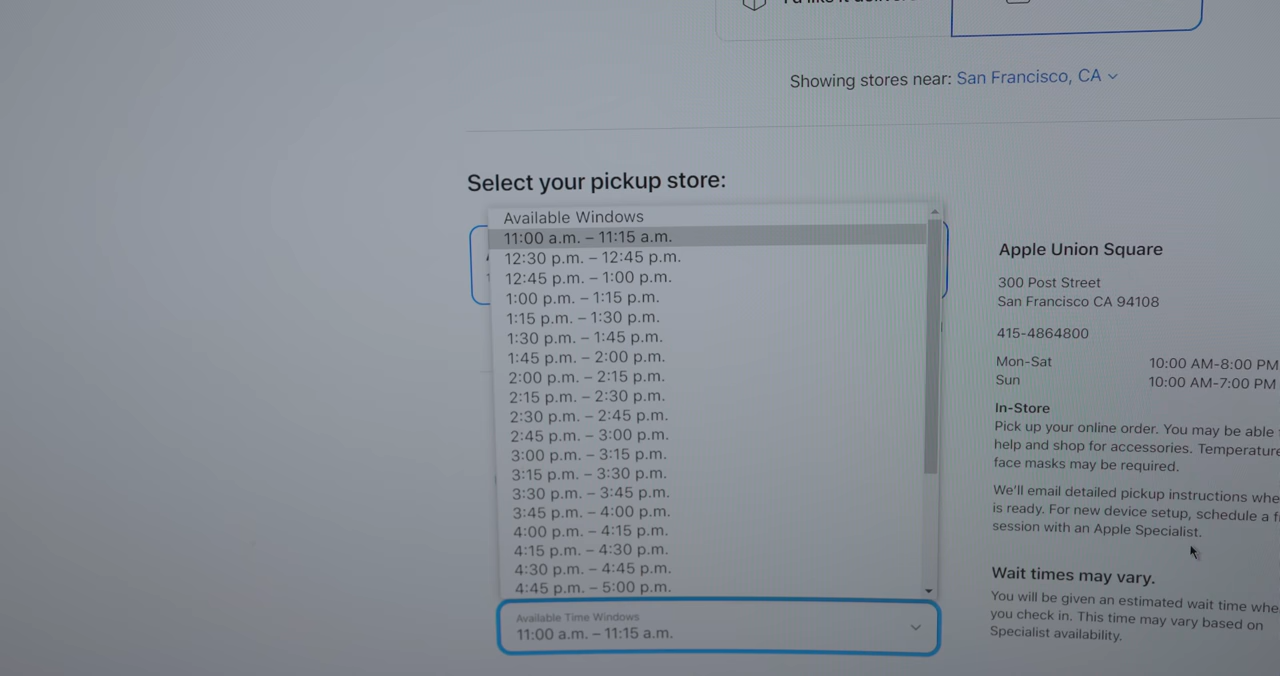 Showing stores near: San Francisco, CA
Select your pickup store:
Available Windows
11:00 a.m. – 11:15 a.m.
12:30 p.m. – 12:45 p.m.
12:45 p.m. – 1:00 p.m.
1:00 p.m. – 1:15 p.m.
1:15 p.m. – 1:30 p.m.
1:30 p.m. – 1:45 p.m.
1:45 p.m. – 2:00 p.m.
2:00 p.m. – 2:15 p.m.
2:15 p.m. – 2:30 p.m.
2:30 p.m. – 2:45 p.m.
2:45 p.m. – 3:00 p.m.
3:00 p.m. – 3:15 p.m.
3:15 p.m. – 3:30 p.m.
3:30 p.m. – 3:45 p.m.
3:45 p.m. – 4:00 p.m.
4:00 p.m. – 4:15 p.m.
4:15 p.m. – 4:30 p.m.
4:30 p.m. – 4:45 p.m.
4:45 p.m. – 5:00 p.m.
Available Time Windows
11:00 a.m. – 11:15 a.m.
Apple Union Square
300 Post Street
San Francisco CA 94108
415-4864800
Mon-Sat 10:00 AM-8:00 PM
Sun 10:00 AM-7:00 PM
In-Store
Pick up your online order. You may be able
help and shop for accessories. Temperature
face masks may be required.
We'll email detailed pickup instructions whe
is ready. For new device setup, schedule a f
session with an Apple Specialist.
Wait times may vary.
You will be given an estimated wait time whe
you check in. This time may vary based on
Specialist availability.